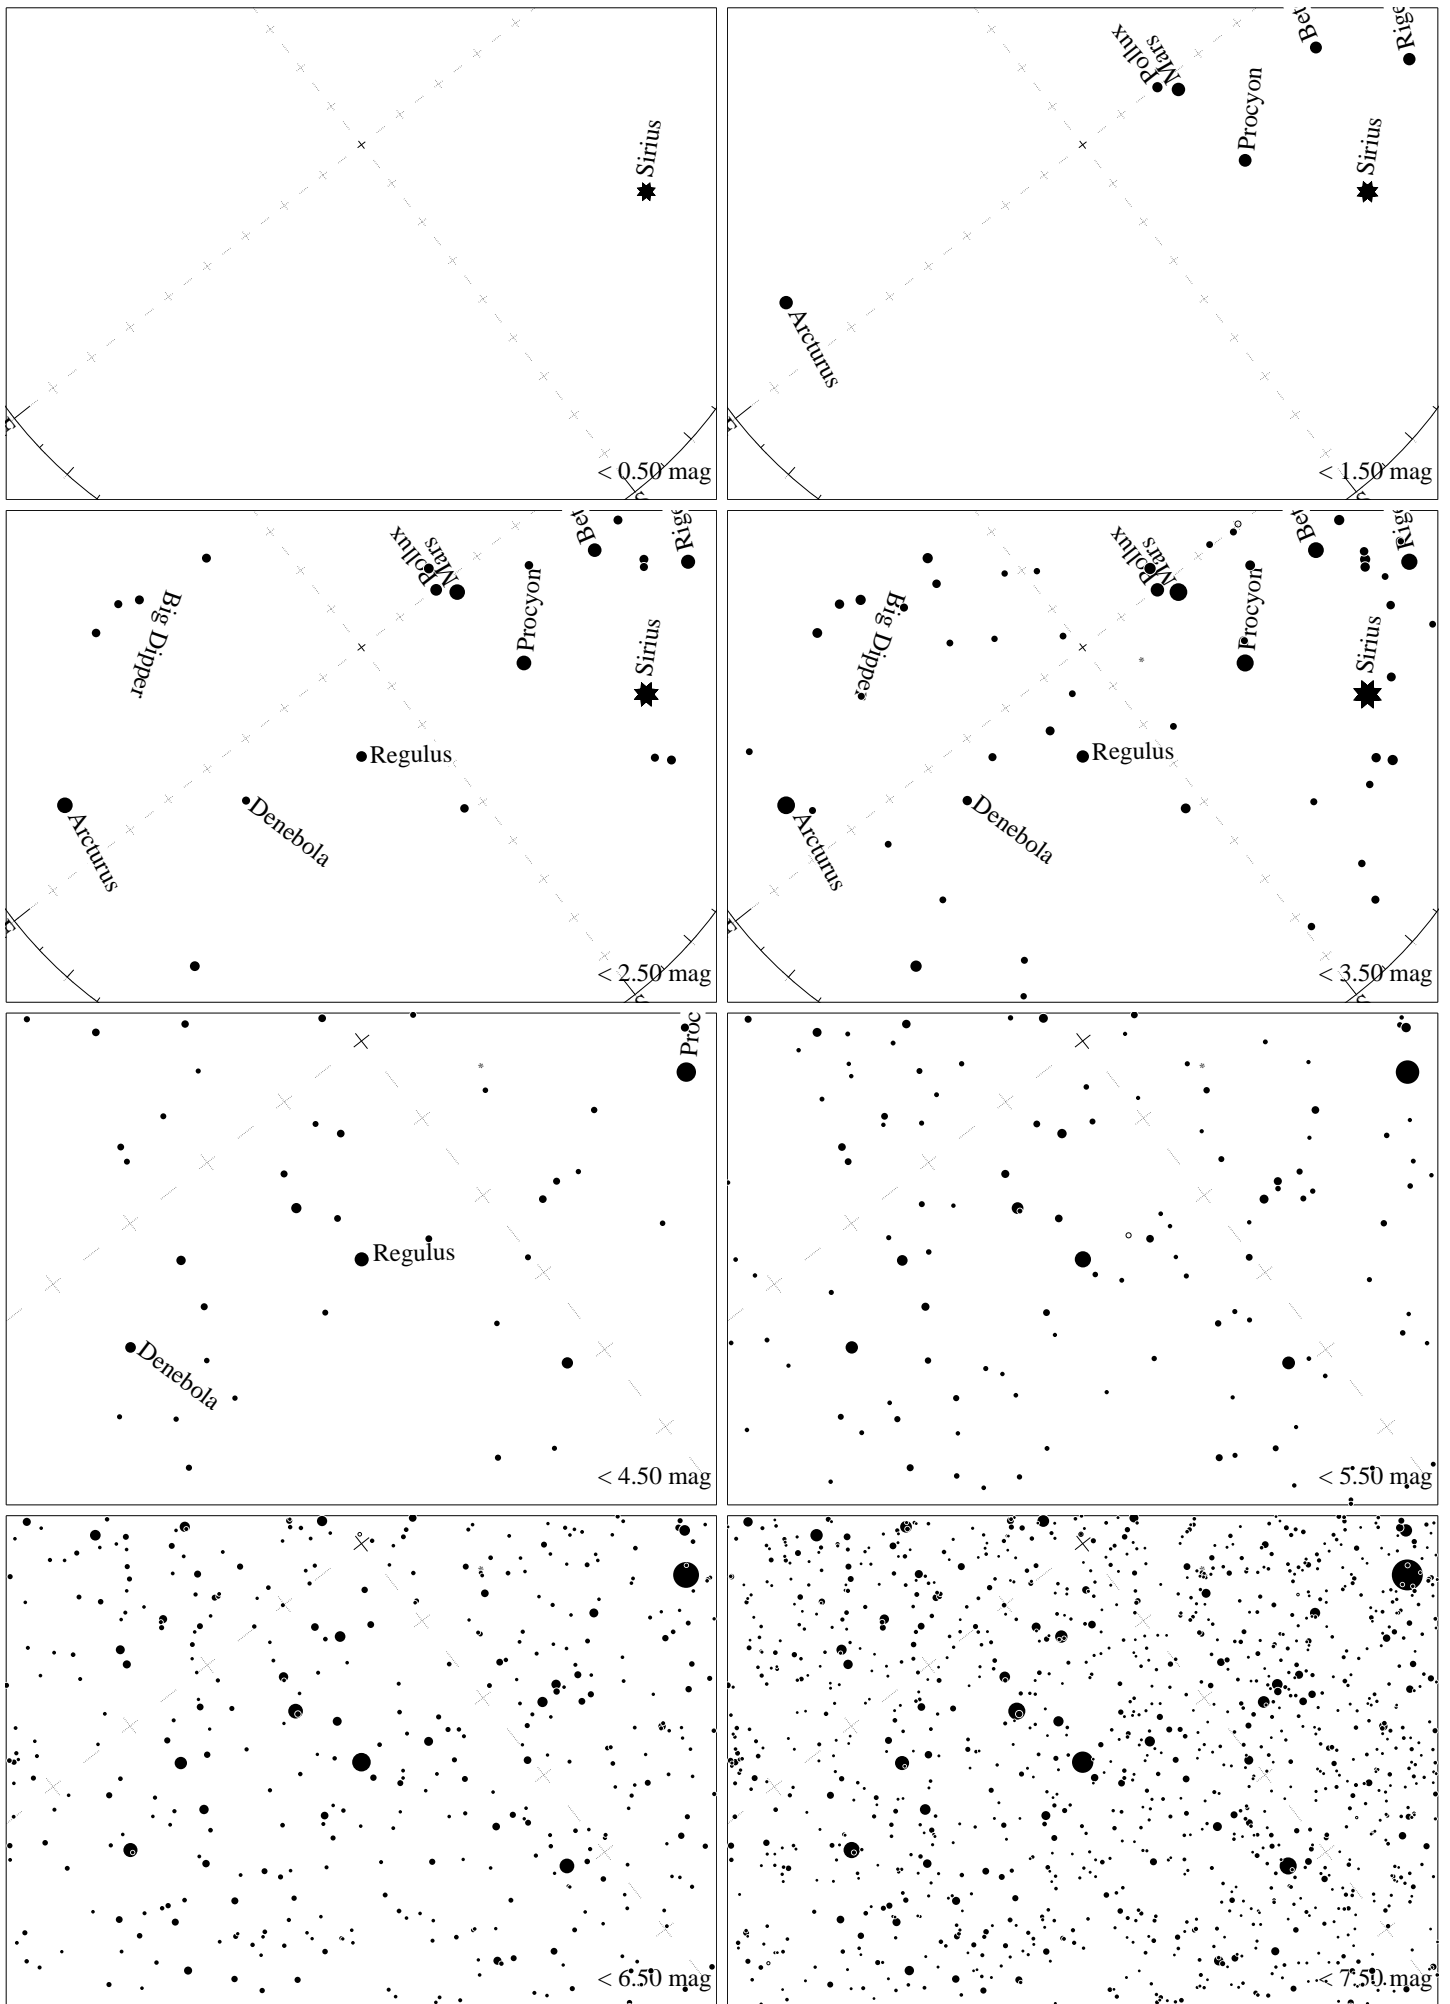 Sirius
< 0.50 mag
Pollux
Mars
Procyon
Sirius
Arcturus
< 1.50 mag
Pollux
Mars
Procyon
Big Dipper
Sirius
Regulus
Denebola
Arcturus
< 2.50 mag
Pollux
Mars
Procyon
Big Dipper
Sirius
Regulus
Denebola
Arcturus
< 3.50 mag
Proc
Regulus
Denebola
< 4.50 mag
< 5.50 mag
< 6.50 mag
< 7.50 mag